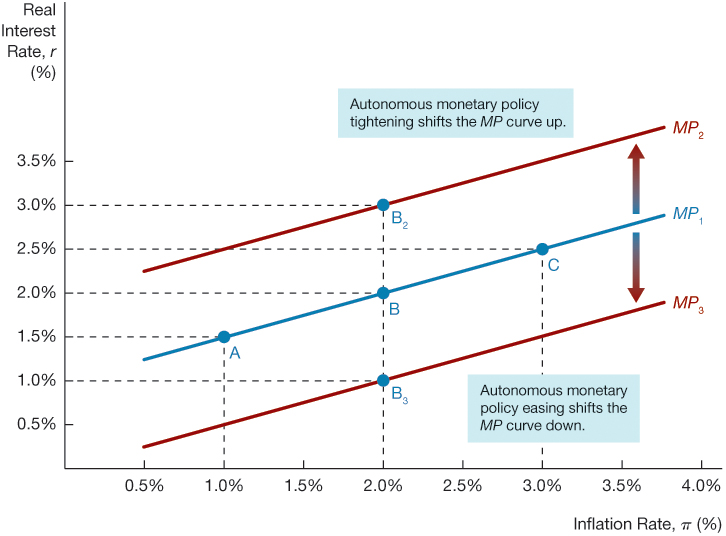 Real
Interest
Rate, r
(%)
Autonomous monetary policy
tightening shifts the MP curve up.
MP2
3.5%
3.0%
B2
MP1
2.5%
C
2.0%
B
MP3
1.5%
A
1.0%
B3
Autonomous monetary
policy easing shifts the
MP curve down.
0.5%
0.5% 1.0% 1.5% 2.0% 2.5% 3.0% 3.5% 4.0%
Inflation Rate, π (%)